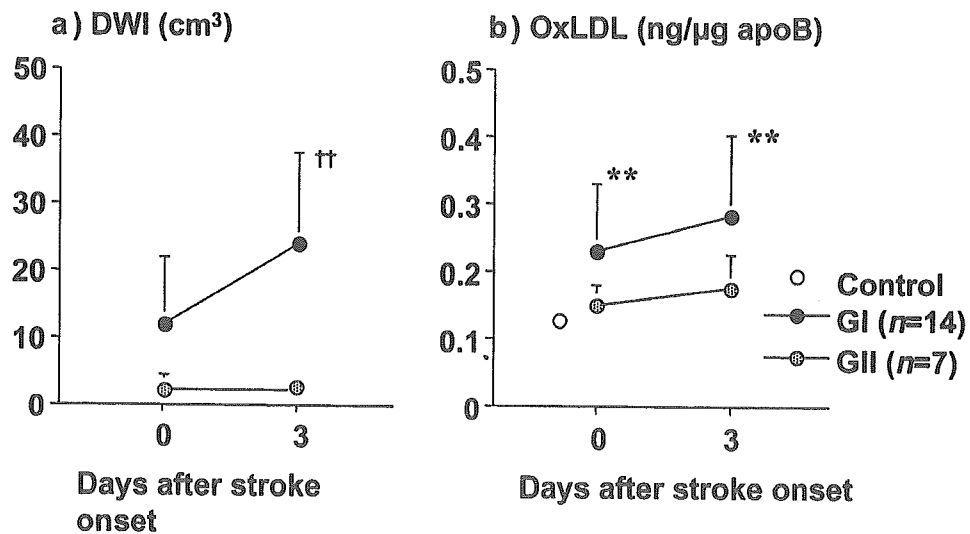 a) DWI (cm³)
50
40
30
20
10
0
††
0
3
Days after stroke
onset
b) OxLDL (ng/µg apoB)
0.5
0.4
0.3
0.2
0.1
0
**
**
0
3
Days after stroke onset
Control
GI (n=14)
GII (n=7)